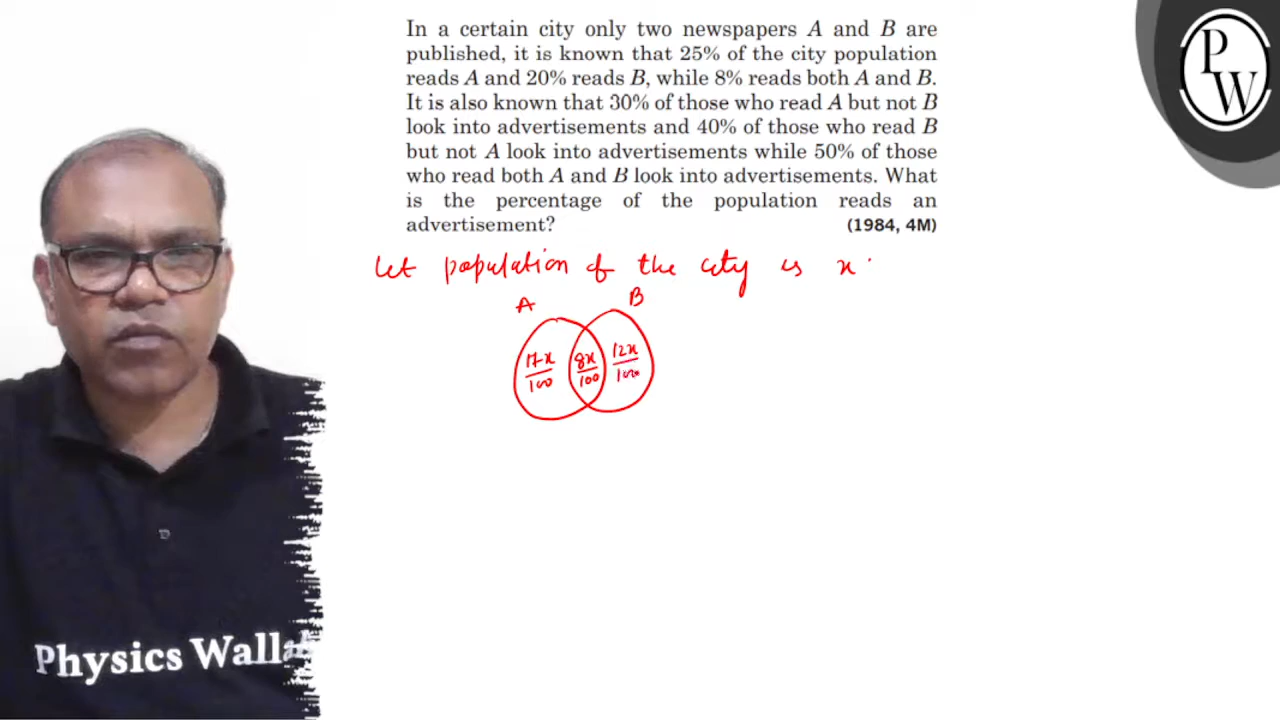 In a certain city only two newspapers A and B are
published, it is known that 25% of the city population
reads A and 20% reads B, while 8% reads both A and B.
It is also known that 30% of those who read A but not B
look into advertisements and 40% of those who read B
but not A look into advertisements while 50% of those
who read both A and B look into advertisements. What
is the percentage of the population reads an
advertisement? (1984, 4M)
Let population of the city is x.
A B
17x/100 8x/100 12x/100
P
W
Physics Walla